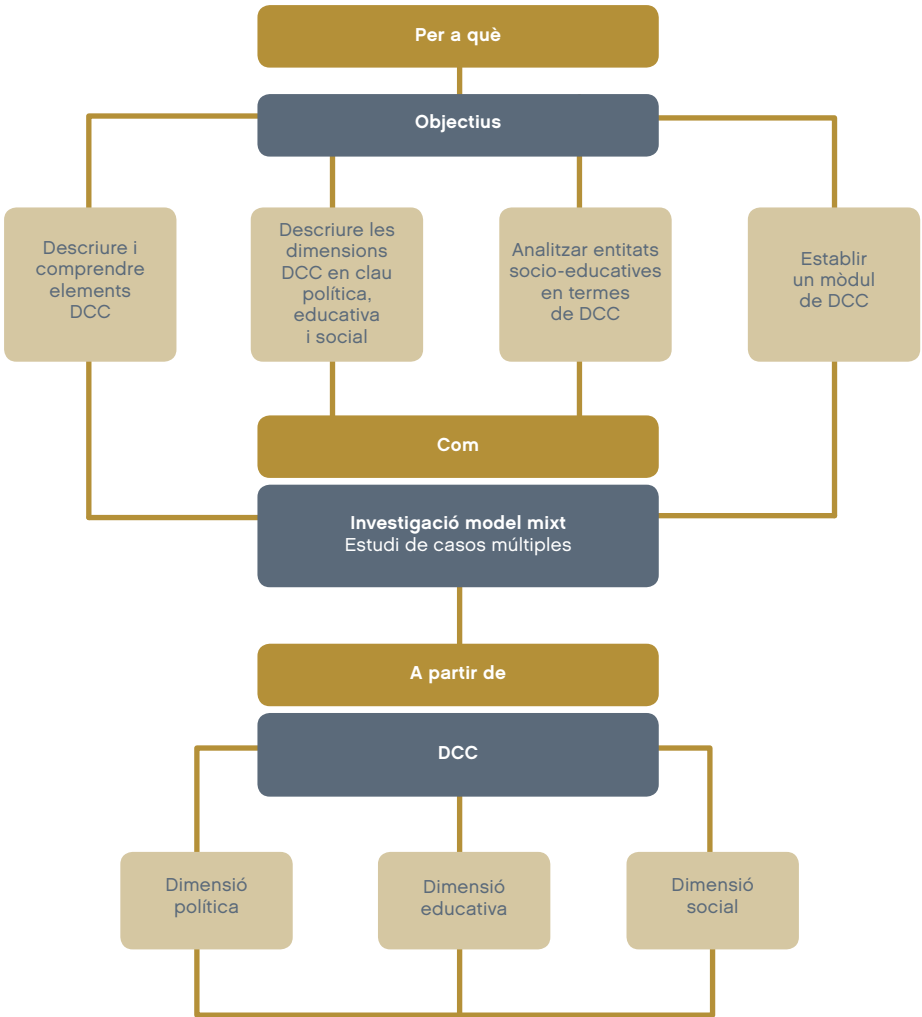 Per a què
Objectius
Descriure i
comprendre
elements
DCC
Descriure les
dimensions
DCC en clau
política,
educativa
i social
Analitzar entitats
socio-educatives
en termes
de DCC
Establir
un mòdul
de DCC
Com
Investigació model mixt
Estudi de casos múltiples
A partir de
DCC
Dimensió
política
Dimensió
educativa
Dimensió
social